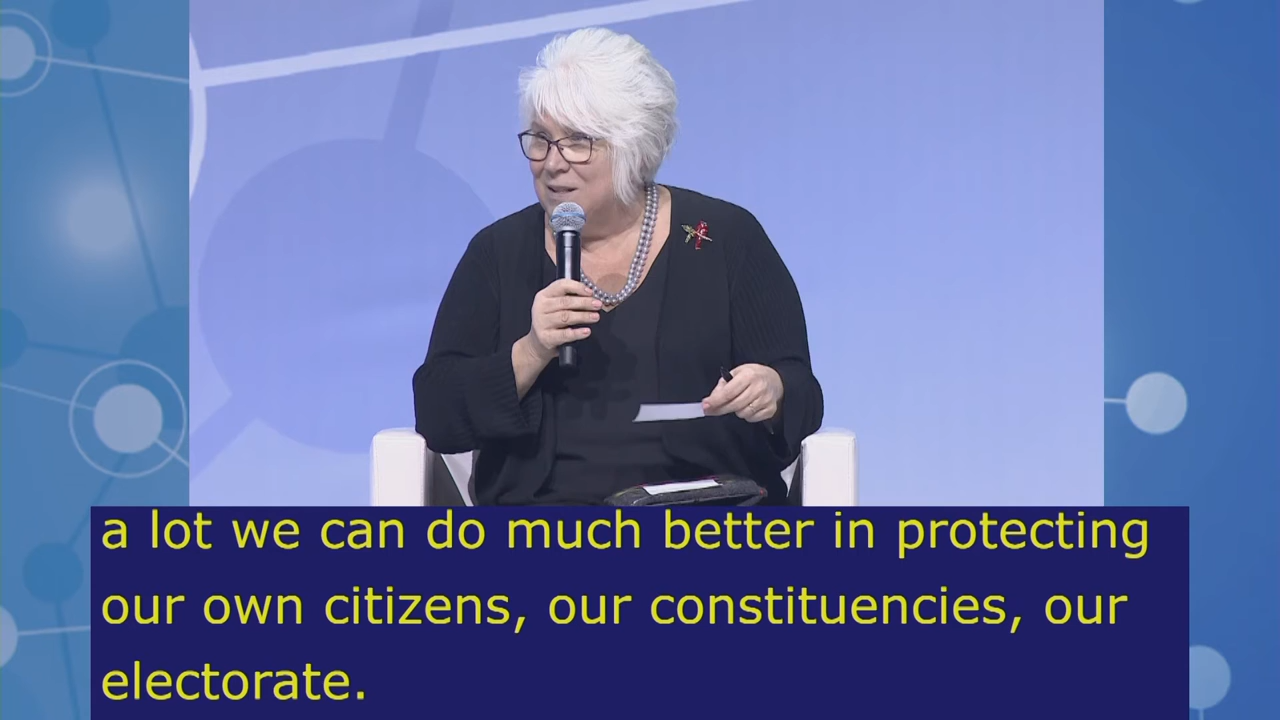 a lot we can do much better in protecting
our own citizens, our constituencies, our
electorate.